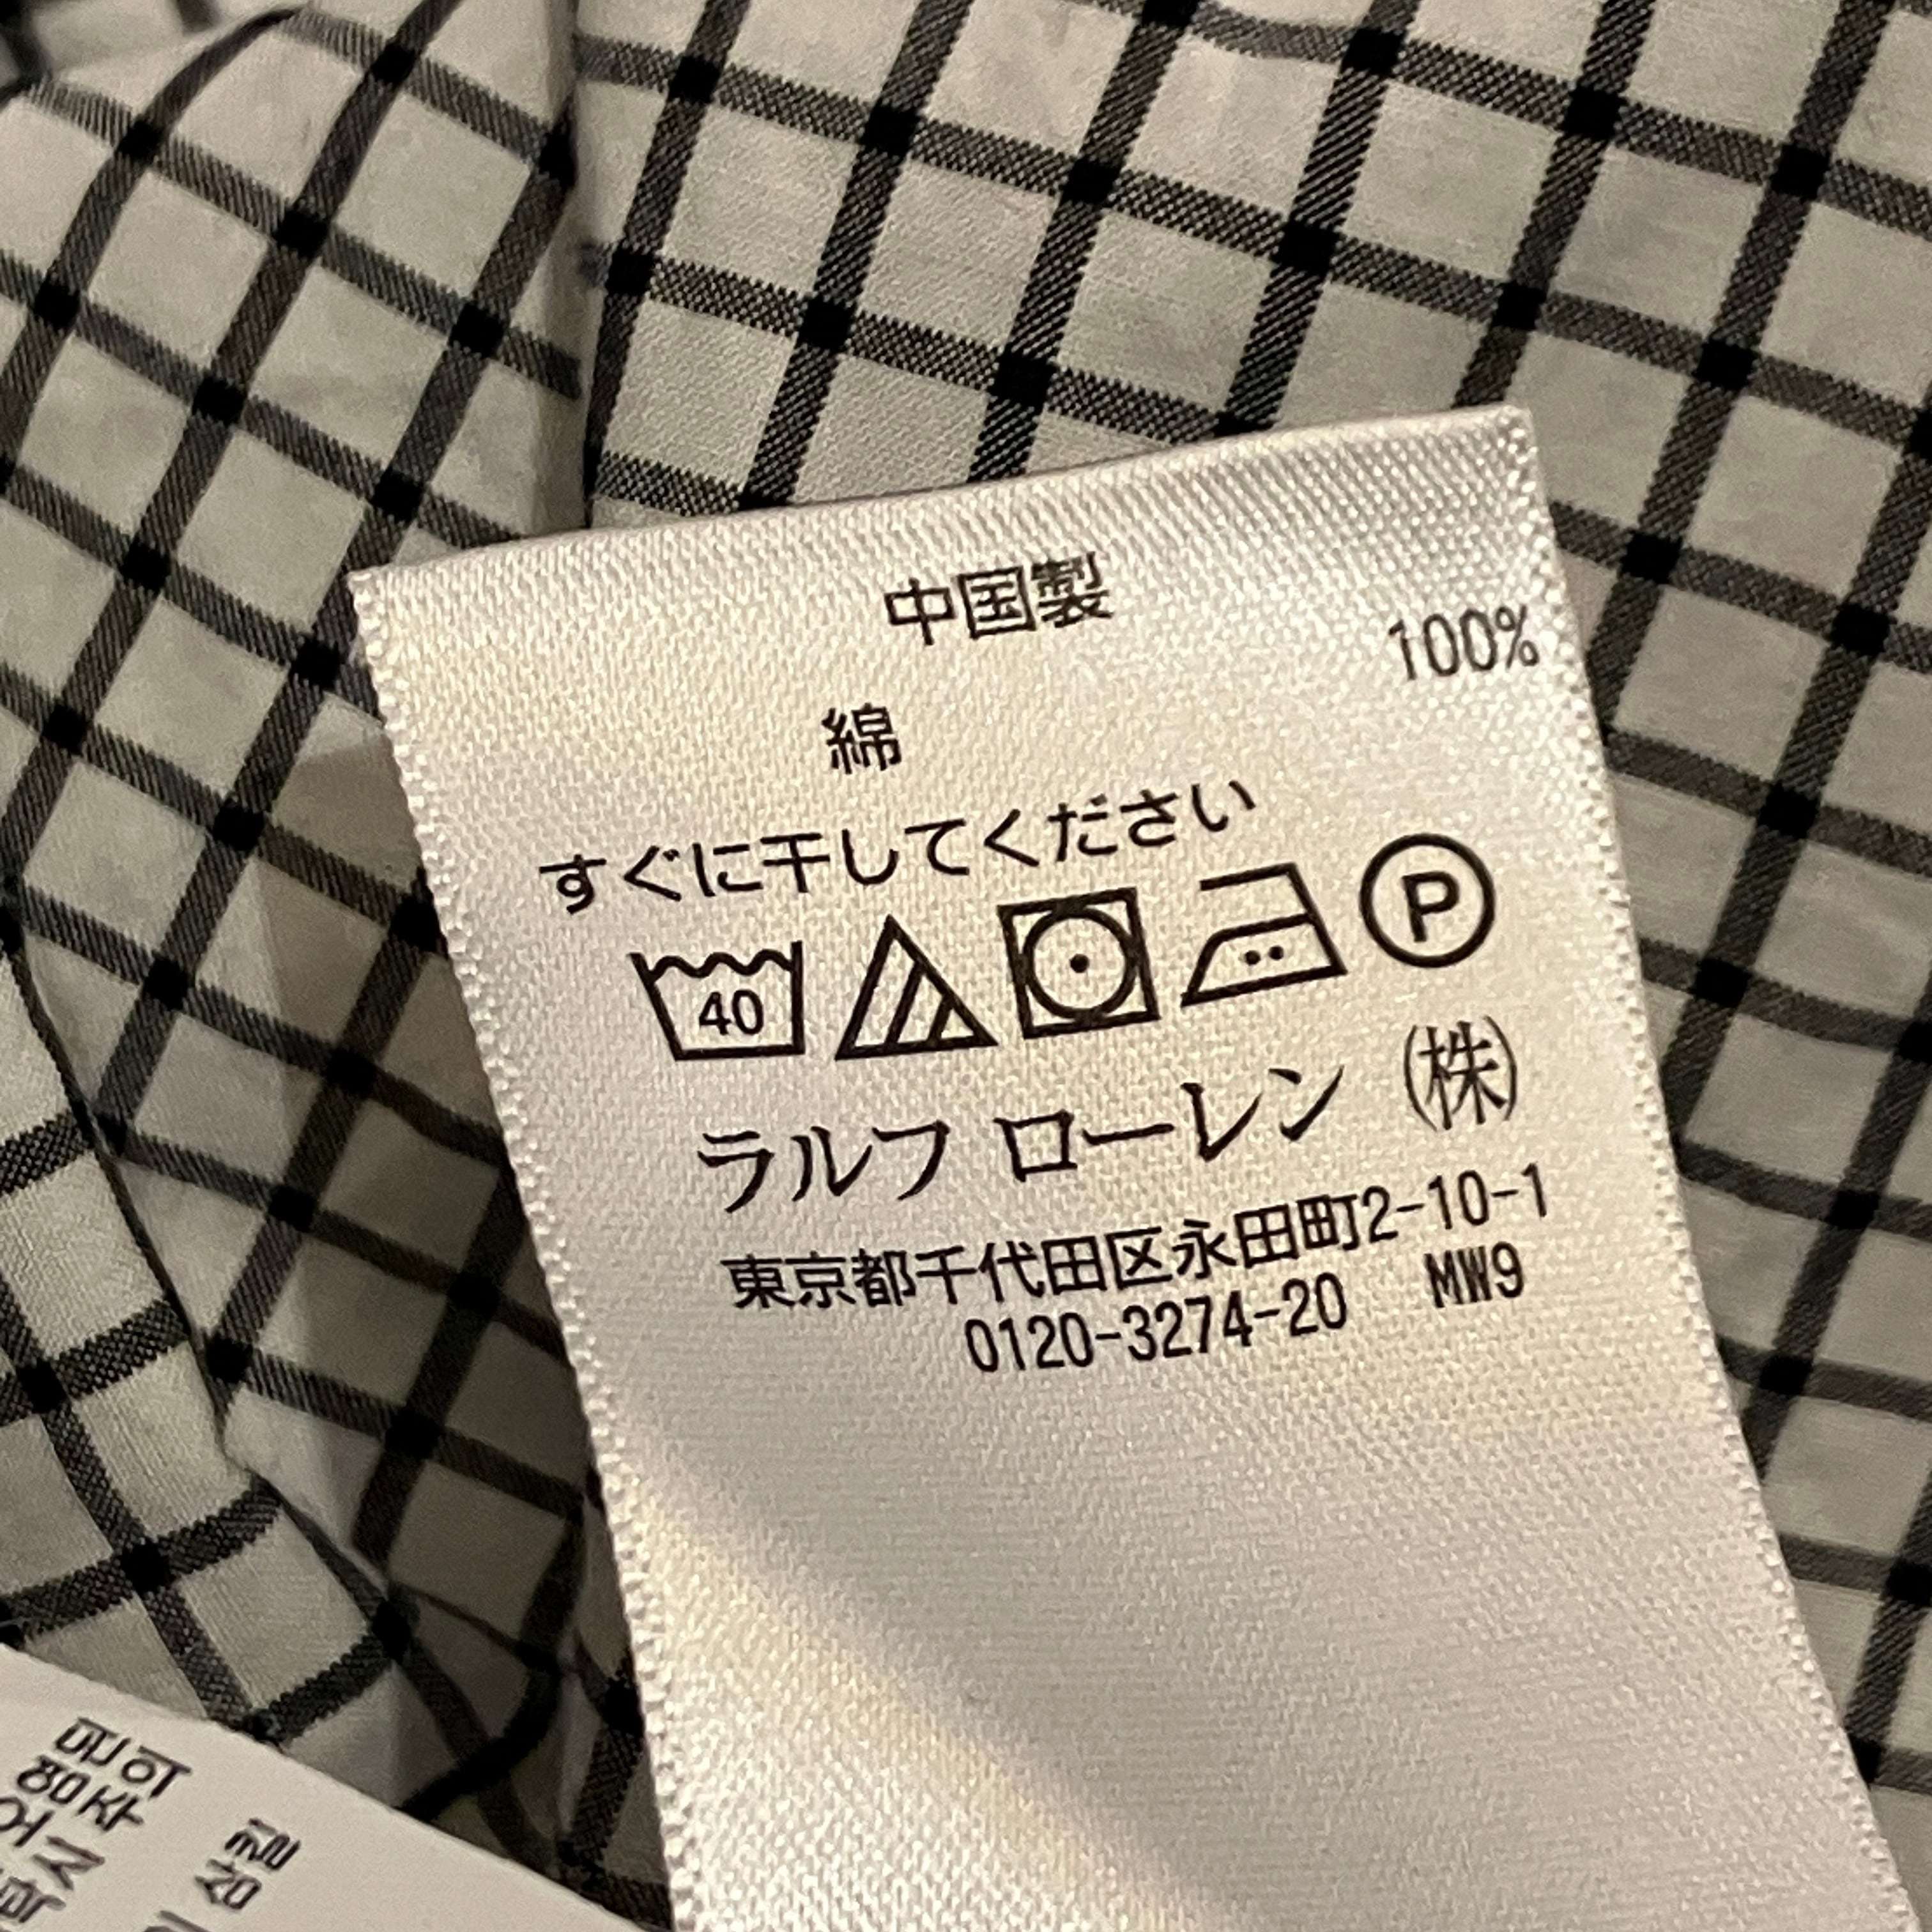 中国製
綿 100%
すぐに干してください
40 P
ラルフ ローレン ㈱
東京都千代田区永田町2-10-1
0120-3274-20 MW9
삼킬